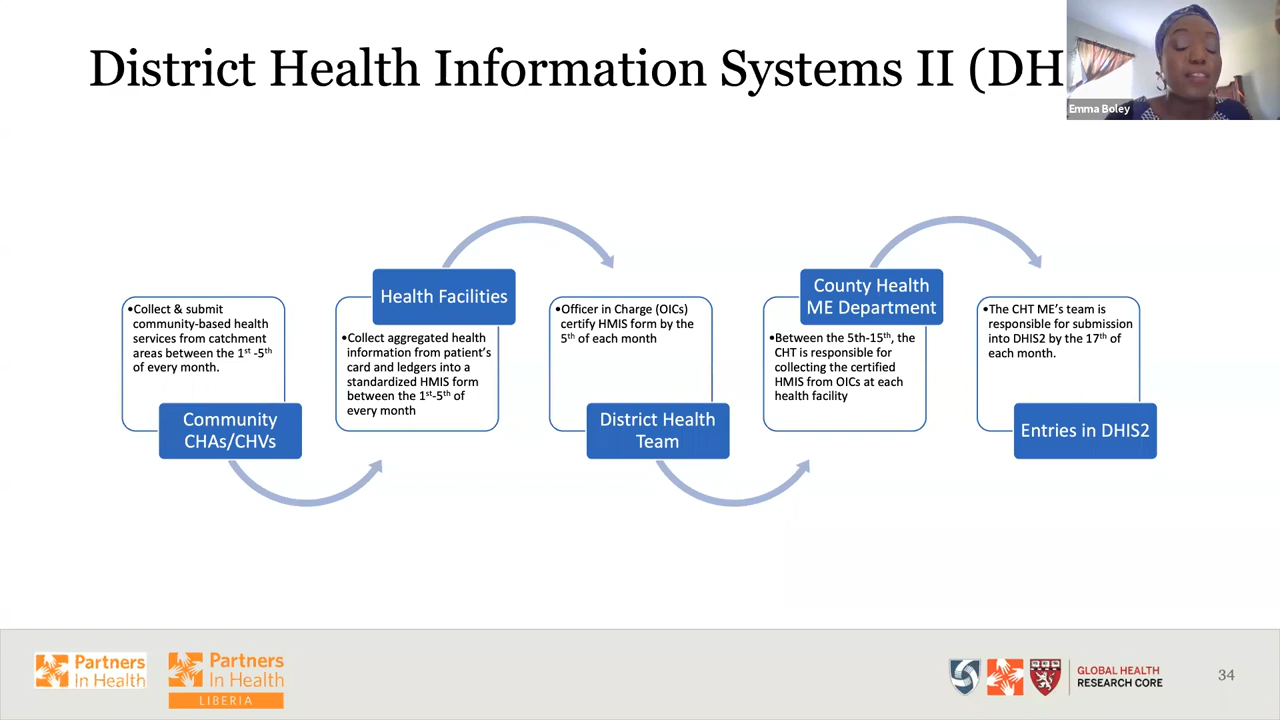 District Health Information Systems II (DH
Emma Boley
•Collect & submit
community-based health
services from catchment
areas between the 1st -5th
of every month.
Community
CHAs/CHVs
Health Facilities
•Collect aggregated health
information from patient's
card and ledgers into a
standardized HMIS form
between the 1st-5th of
every month
•Officer in Charge (OICs)
certify HMIS form by the
5th of each month
District Health
Team
County Health
ME Department
•Between the 5th-15th, the
CHT is responsible for
collecting the certified
HMIS from OICs at each
health facility
•The CHT ME's team is
responsible for submission
into DHIS2 by the 17th of
each month.
Entries in DHIS2
Partners
In Health
Partners
In Health
LIBERIA
GLOBAL HEALTH
RESEARCH CORE
34